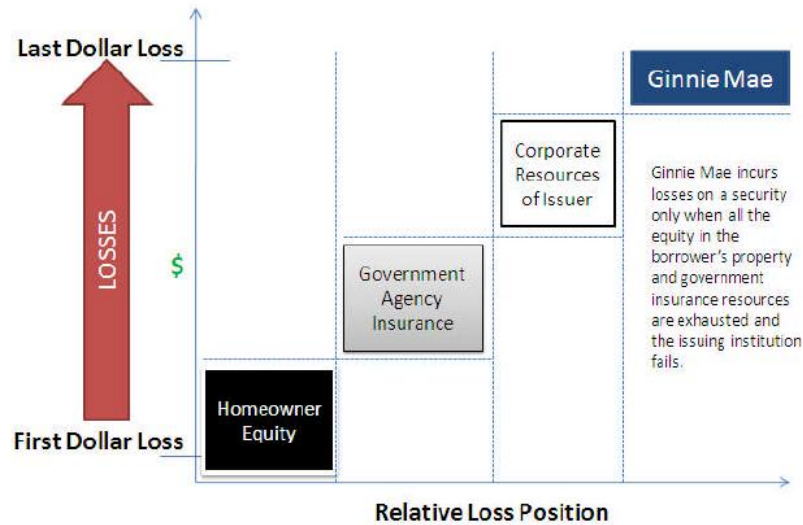 Last Dollar Loss
Ginnie Mae
Corporate
Resources
of Issuer
Ginnie Mae incurs
losses on a security
only when all the
equity in the
borrower's property
and government
insurance resources
are exhausted and
the issuing institution
fails.
LOSSES
$
Government
Agency
Insurance
Homeowner
Equity
First Dollar Loss
Relative Loss Position